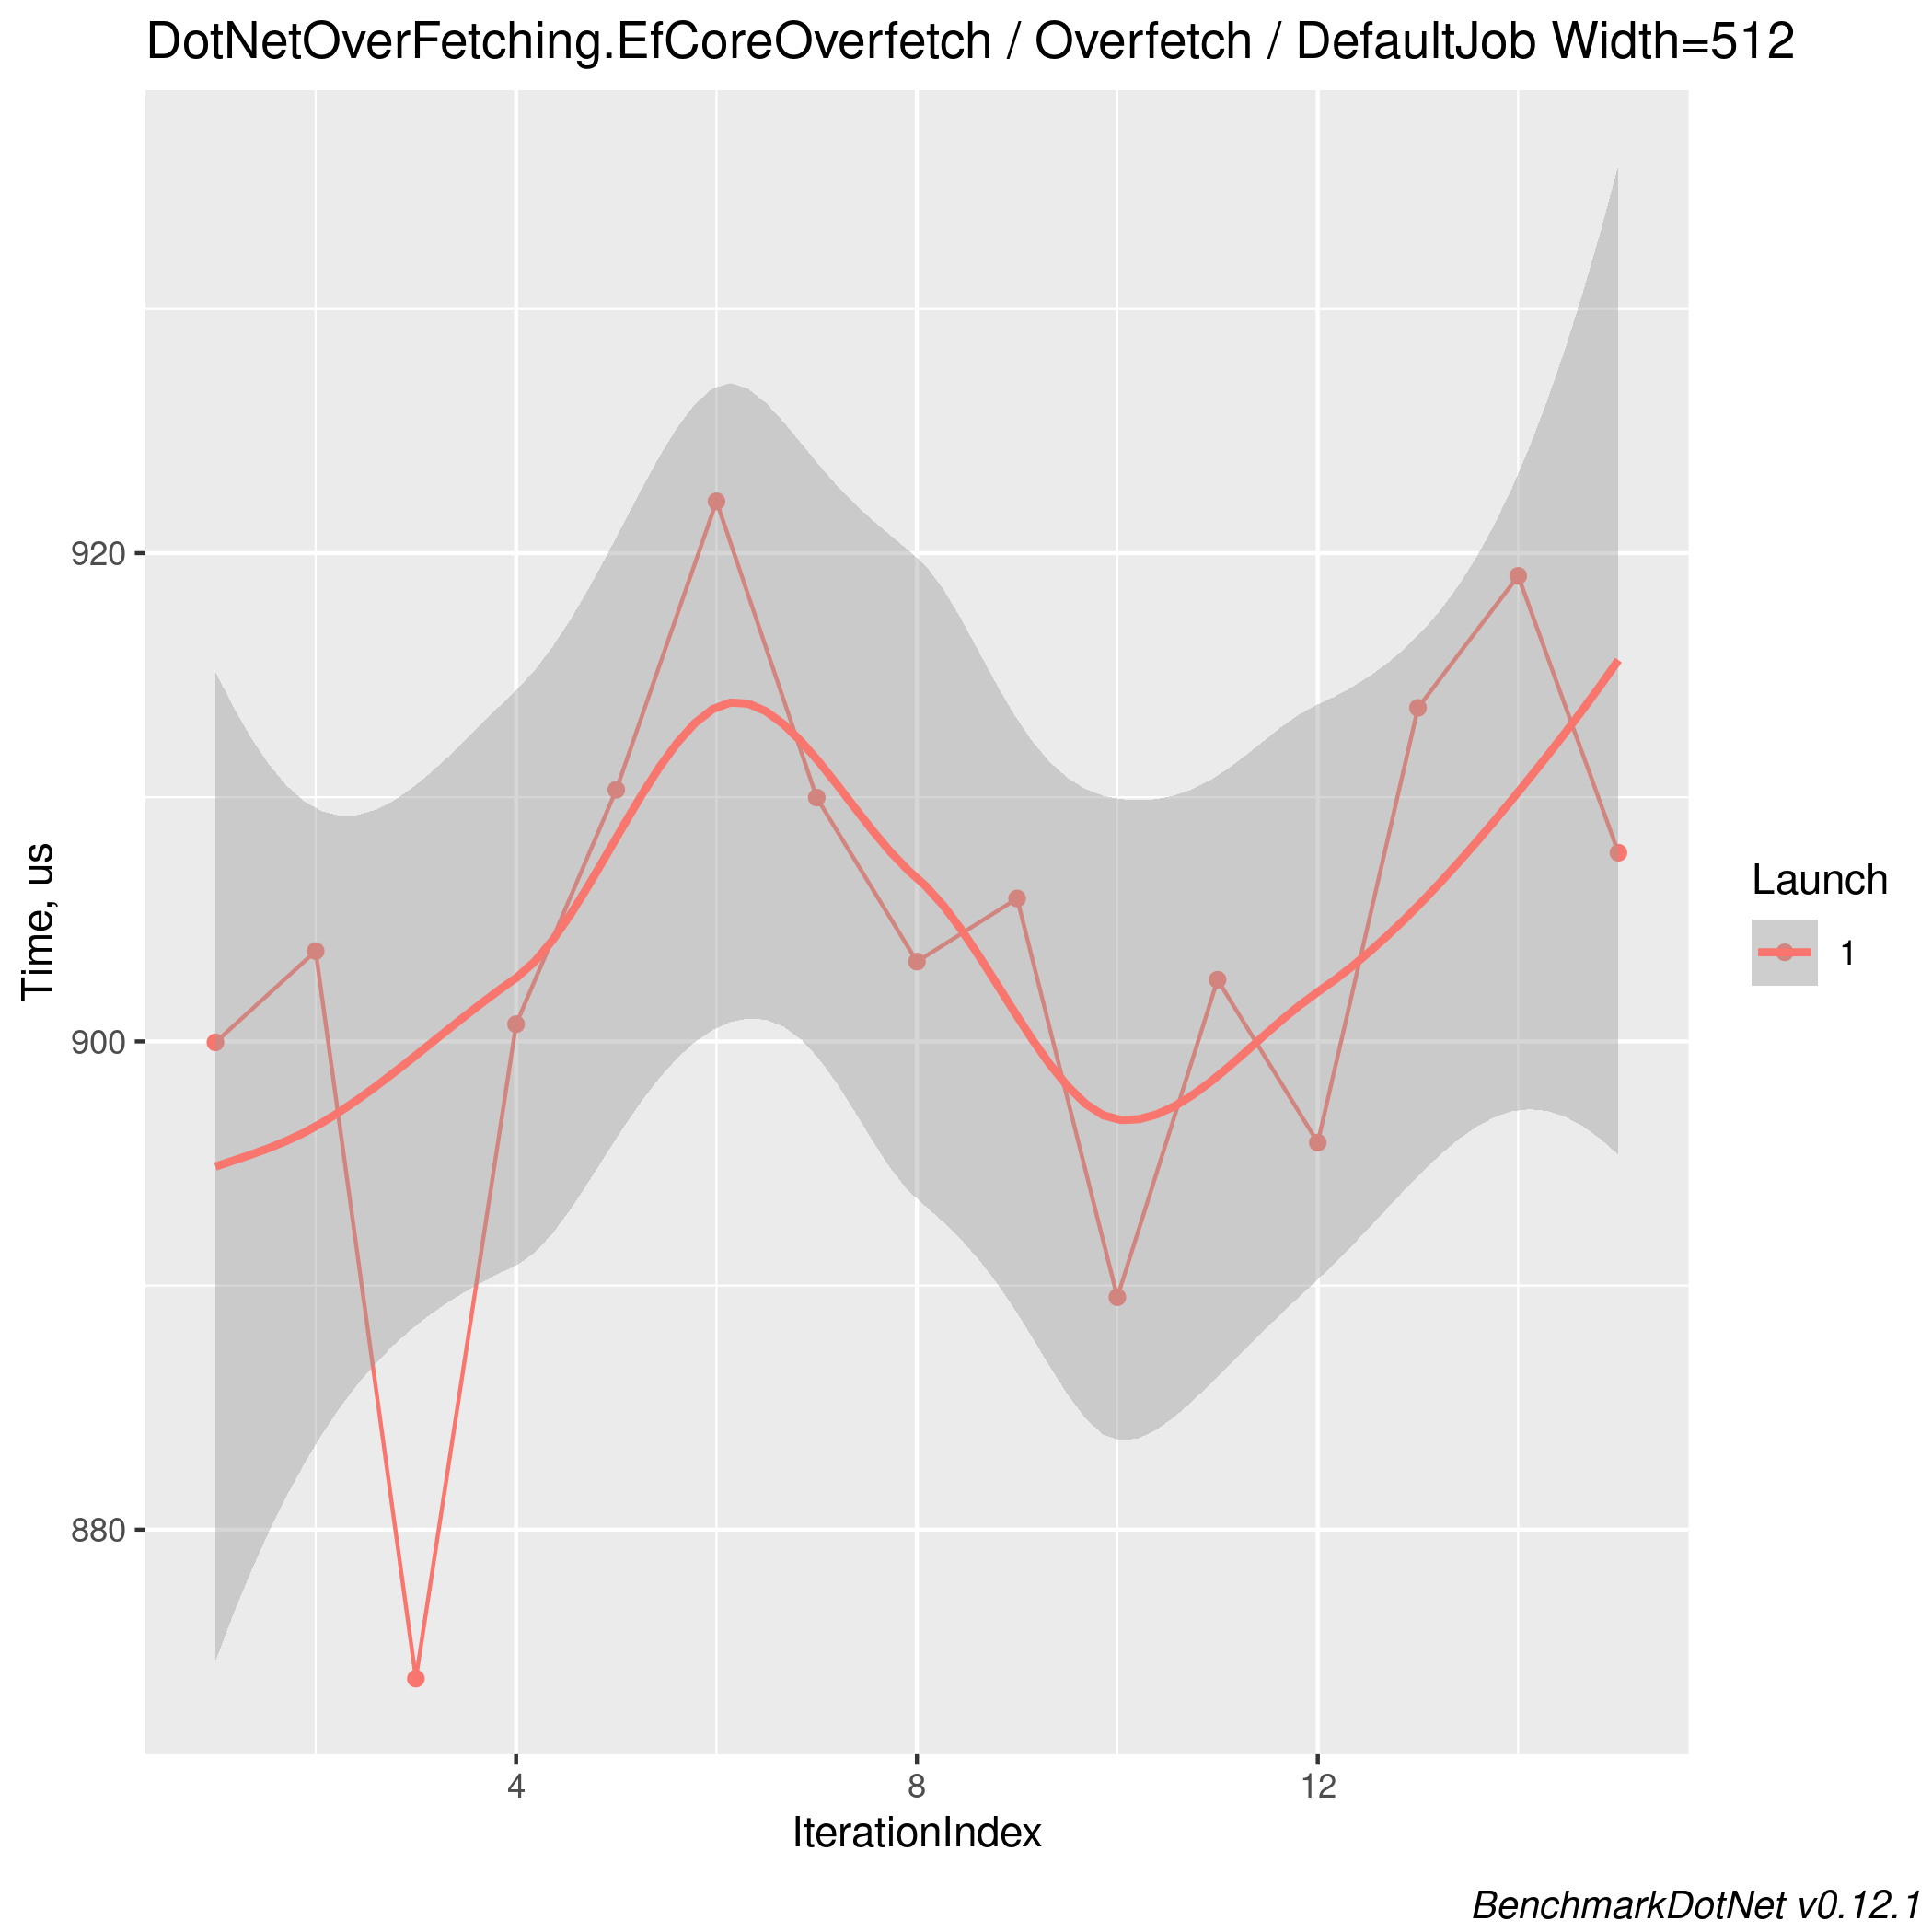 DotNetOverFetching.EfCoreOverfetch / Overfetch / DefaultJob Width=512
Time, us
920
900
880
4
8
12
IterationIndex
Launch
1
BenchmarkDotNet v0.12.1